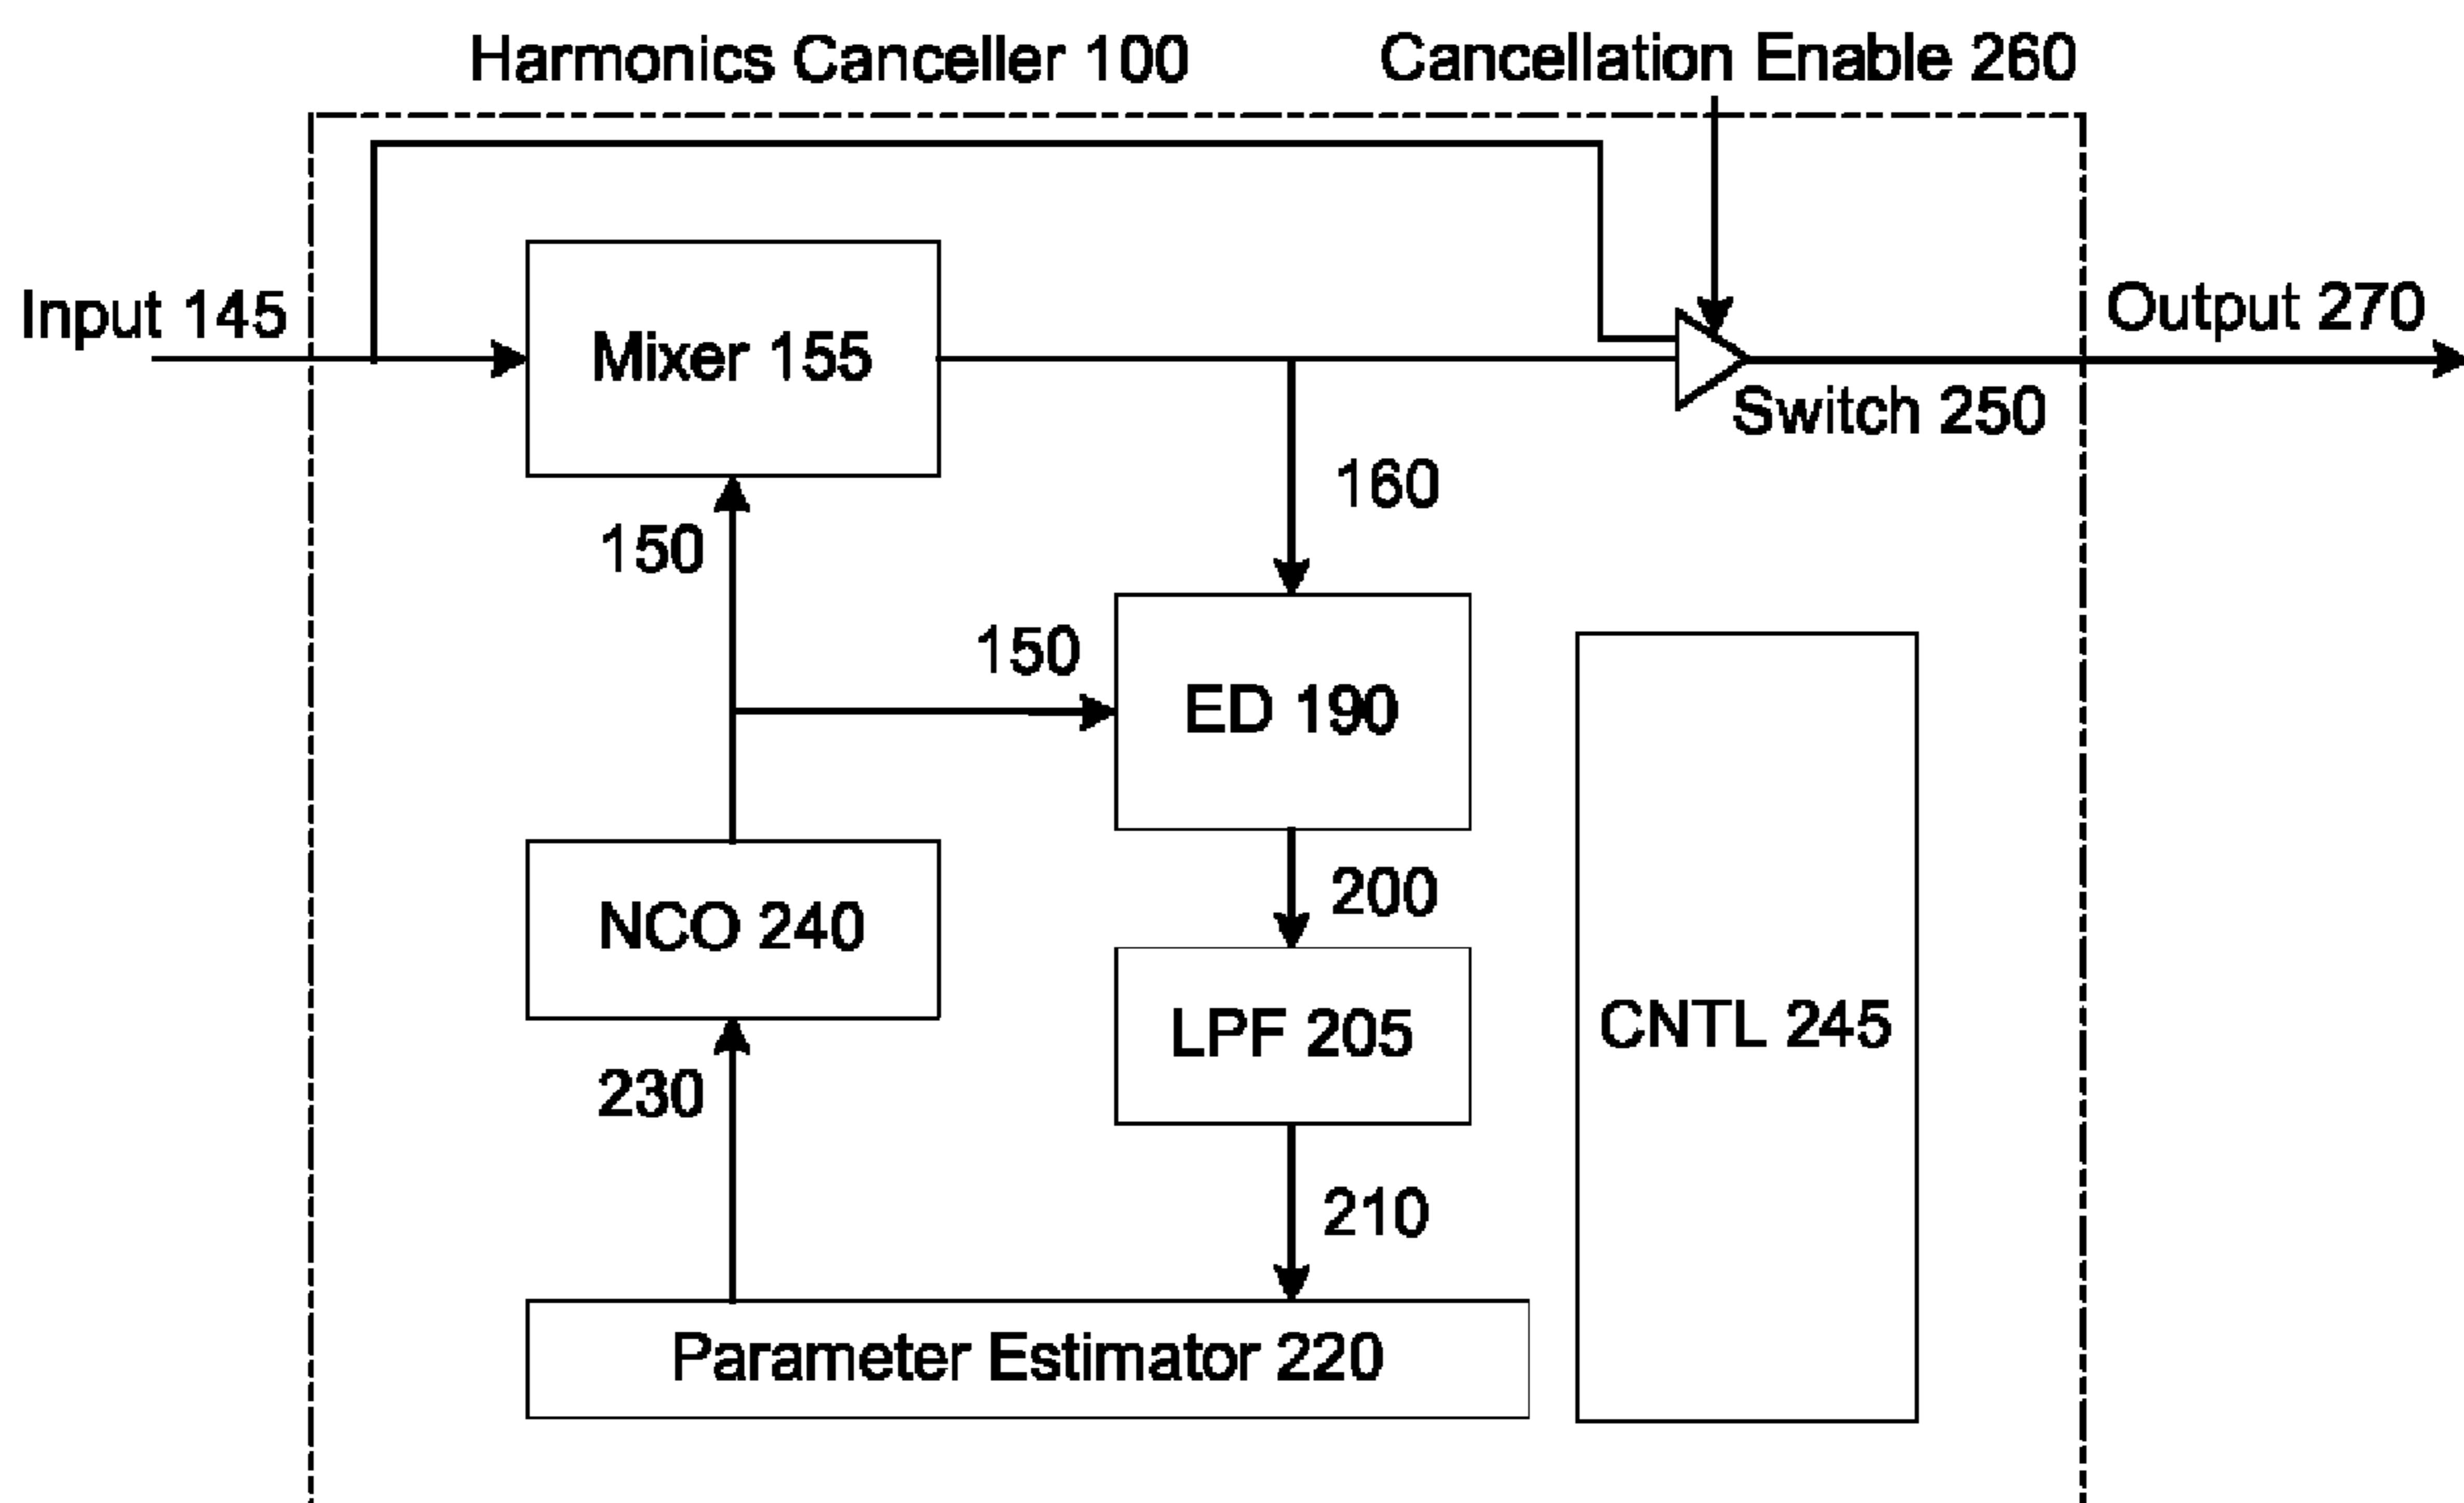 Harmonics Canceller 100
Cancellation Enable 260
Input 145
Mixer 155
Output 270
Switch 250
160
150
150
ED 190
200
NCO 240
LPF 205
CNTL 245
230
210
Parameter Estimator 220